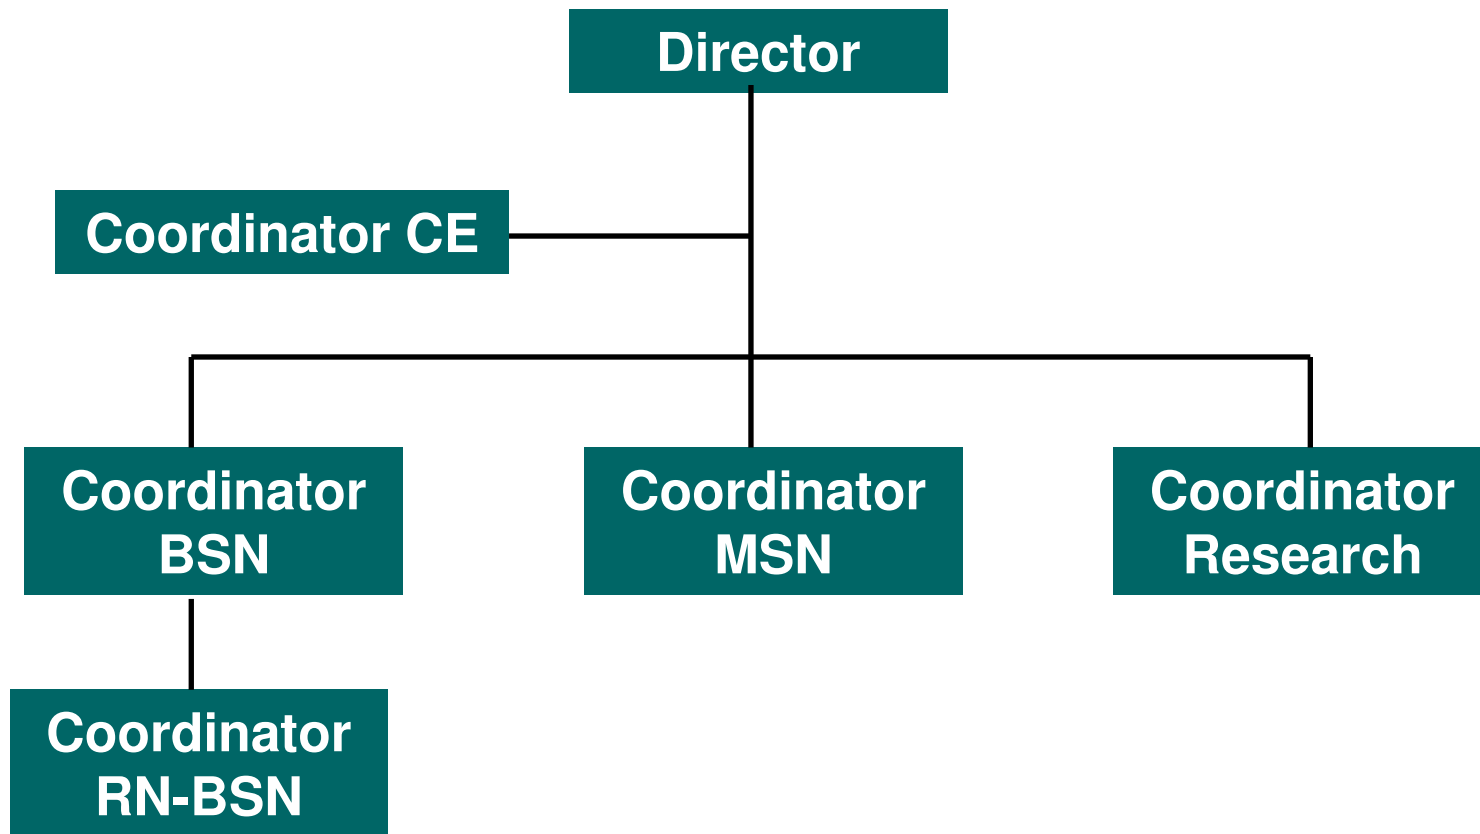 Director
Coordinator CE
Coordinator
BSN
Coordinator
MSN
Coordinator
Research
Coordinator
RN-BSN